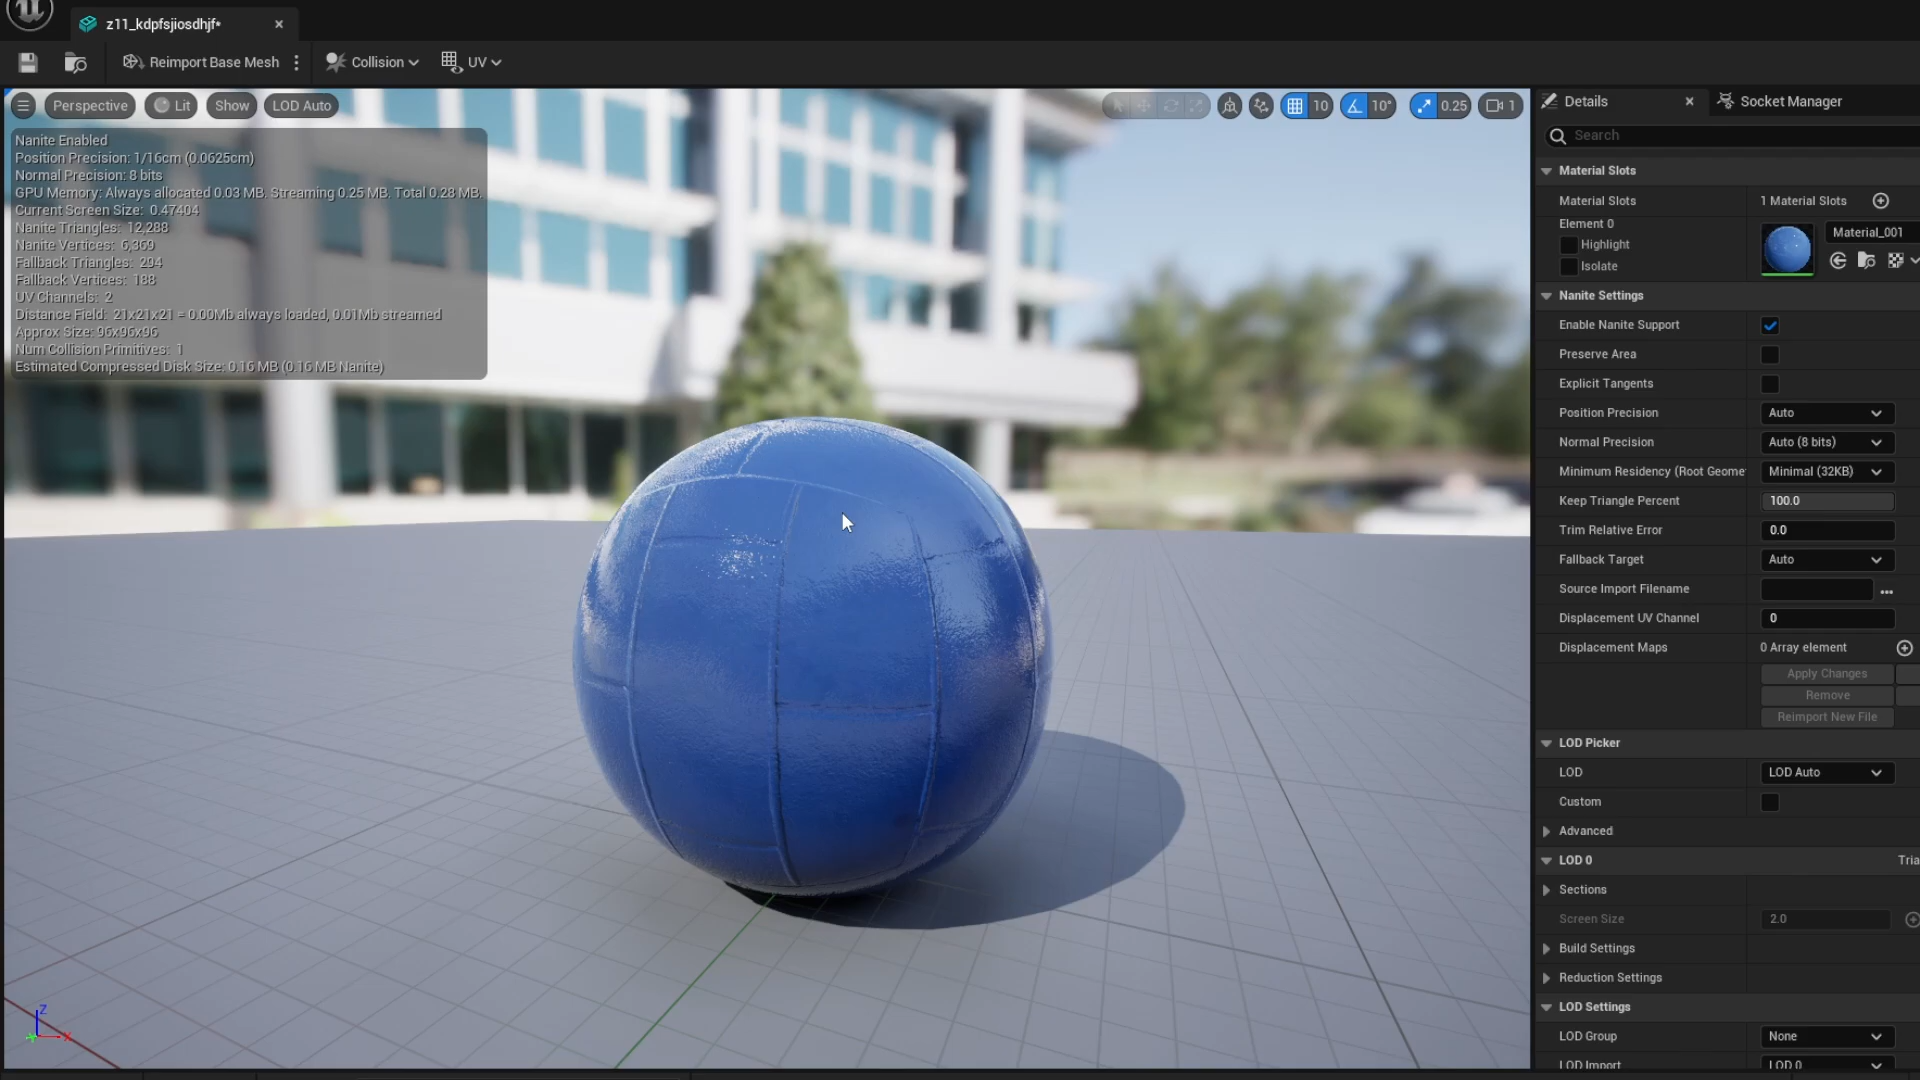 z11_kdpfsjiosdhjf*
Reimport Base Mesh
Collision
UV
Perspective
Lit
Show
LOD Auto
10
10°
0.25
1
Nanite Enabled
Position Precision: 1/16cm (0.0625cm)
Normal Precision: 8 bits
GPU Memory: Always allocated 0.03 MB. Streaming 0.25 MB. Total 0.28 MB.
Current Screen Size: 0.47404
Nanite Triangles: 12,288
Nanite Vertices: 6,369
Fallback Triangles: 294
Fallback Vertices: 188
UV Channels: 2
Distance Field: 21x21x21 = 0.00Mb always loaded, 0.01Mb streamed
Approx Size: 96x96x96
Num Collision Primitives: 1
Estimated Compressed Disk Size: 0.16 MB (0.16 MB Nanite)
Z
X
Details
Socket Manager
Search
Material Slots
Material Slots 1 Material Slots
Element 0
Highlight
Isolate
Material_001
Nanite Settings
Enable Nanite Support
Preserve Area
Explicit Tangents
Position Precision Auto
Normal Precision Auto (8 bits)
Minimum Residency (Root Geome Minimal (32KB)
Keep Triangle Percent 100.0
Trim Relative Error 0.0
Fallback Target Auto
Source Import Filename
Displacement UV Channel 0
Displacement Maps 0 Array element
Apply Changes
Remove
Reimport New File
LOD Picker
LOD LOD Auto
Custom
Advanced
LOD 0 Tria
Sections
Screen Size 2.0
Build Settings
Reduction Settings
LOD Settings
LOD Group None
LOD Import LOD 0